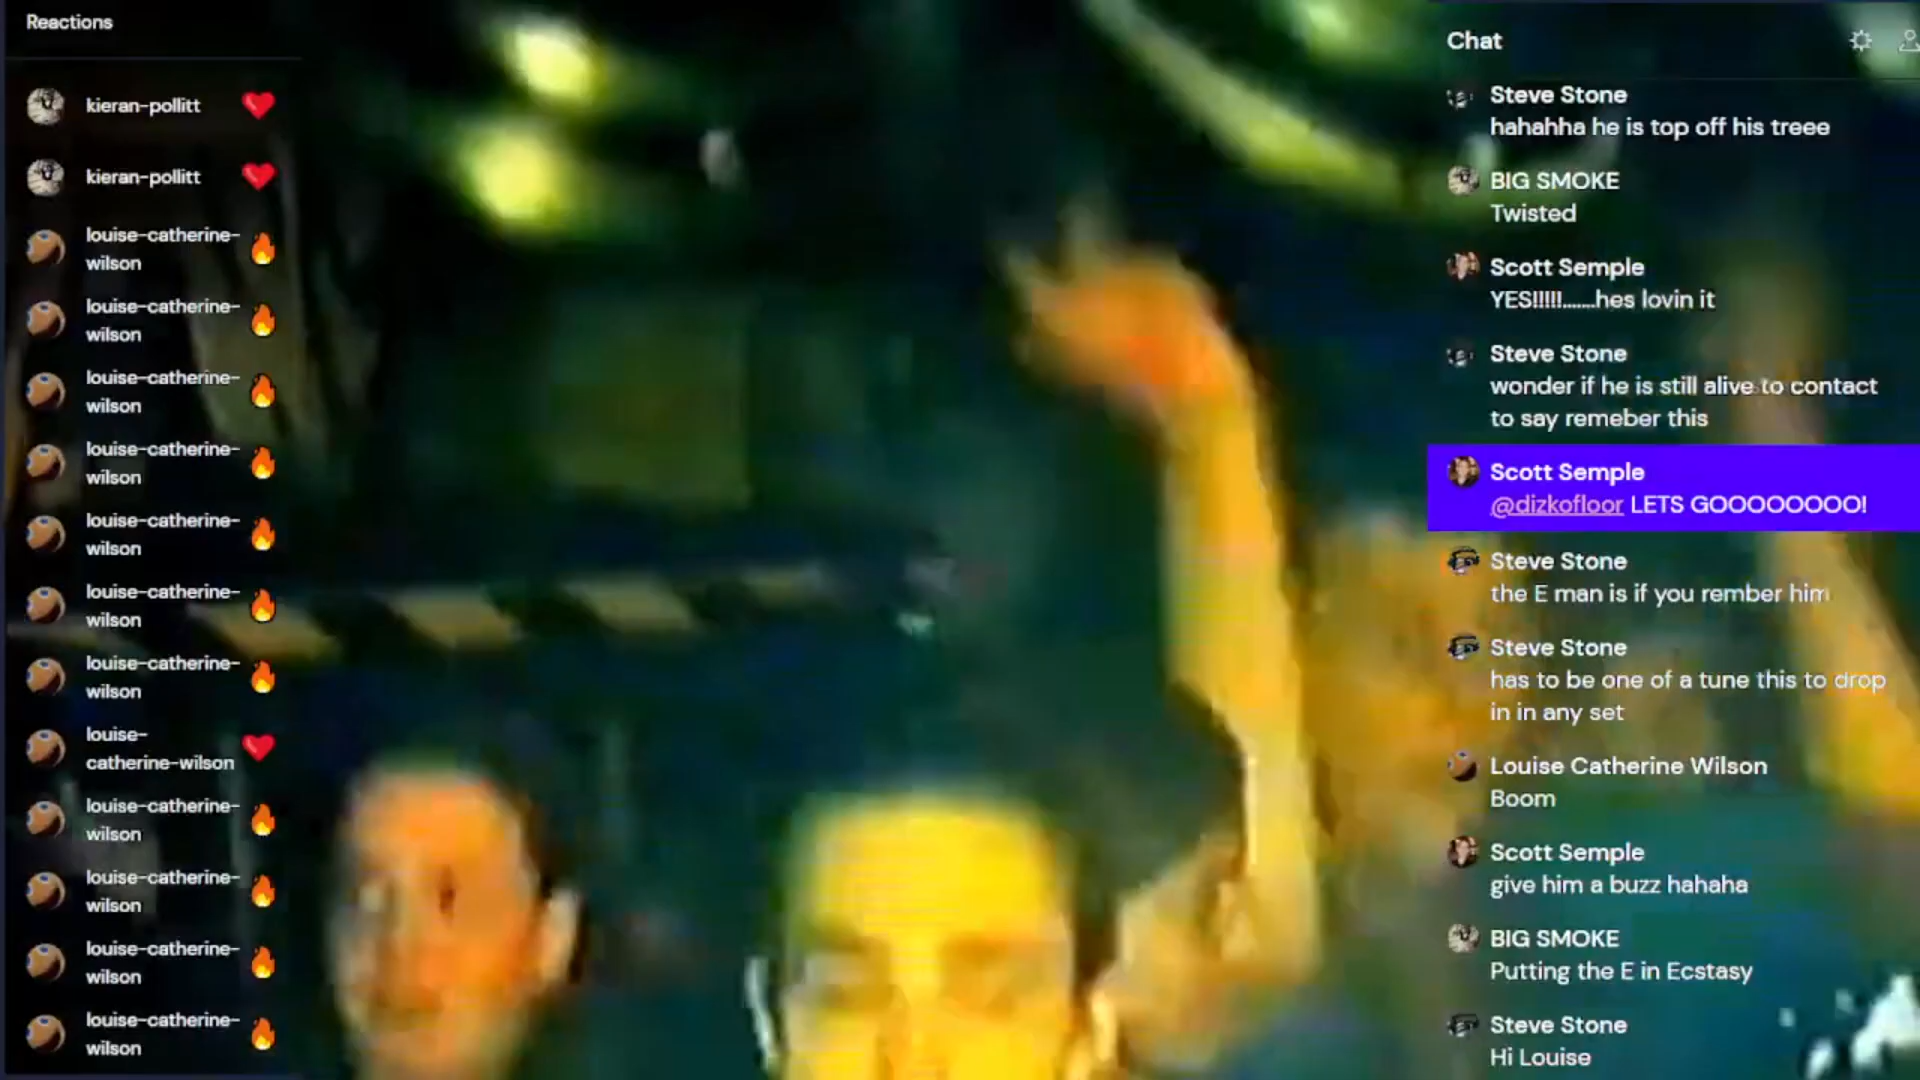 Reactions
kieran-pollitt
kieran-pollitt
louise-catherine-
wilson
louise-catherine-
wilson
louise-catherine-
wilson
louise-catherine-
wilson
louise-catherine-
wilson
louise-catherine-
wilson
louise-catherine-
wilson
louise-
catherine-wilson
louise-catherine-
wilson
louise-catherine-
wilson
louise-catherine-
wilson
louise-catherine-
wilson
Chat
Steve Stone
hahahha he is top off his treee
BIG SMOKE
Twisted
Scott Semple
YES!!!!!.......hes lovin it
Steve Stone
wonder if he is still alive to contact
to say remeber this
Scott Semple
@dizkofloor LETS GOOOOOOOO!
Steve Stone
the E man is if you rember him
Steve Stone
has to be one of a tune this to drop
in in any set
Louise Catherine Wilson
Boom
Scott Semple
give him a buzz hahaha
BIG SMOKE
Putting the E in Ecstasy
Steve Stone
Hi Louise